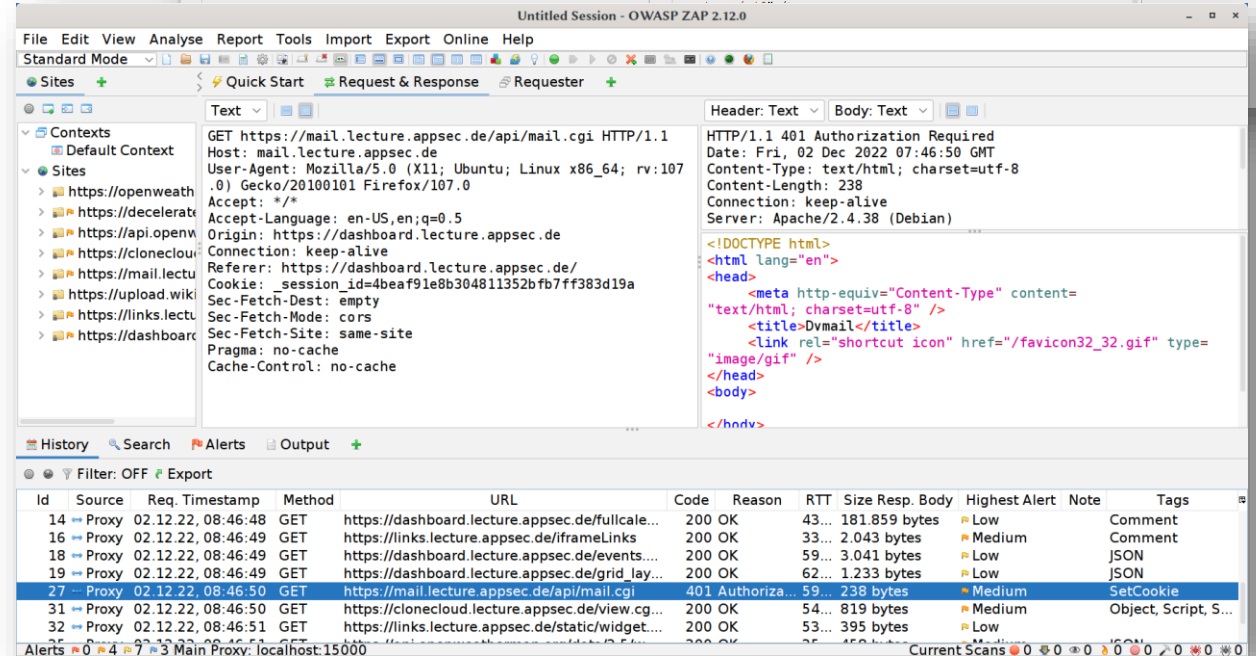 Untitled Session - OWASP ZAP 2.12.0
File Edit View Analyse Report Tools Import Export Online Help
Standard Mode
Sites + Quick Start Request & Response Requester +
Text
Header: Text Body: Text
Contexts
Default Context
Sites
https://openweath
https://decelerate
https://api.openw
https://cloneclou
https://mail.lectu
https://upload.wiki
https://links.lectu
https://dashboard
GET https://mail.lecture.appsec.de/api/mail.cgi HTTP/1.1
Host: mail.lecture.appsec.de
User-Agent: Mozilla/5.0 (X11; Ubuntu; Linux x86_64; rv:107
.0) Gecko/20100101 Firefox/107.0
Accept: */*
Accept-Language: en-US,en;q=0.5
Origin: https://dashboard.lecture.appsec.de
Connection: keep-alive
Referer: https://dashboard.lecture.appsec.de/
Cookie: _session_id=4beaf91e8b304811352bfb7ff383d19a
Sec-Fetch-Dest: empty
Sec-Fetch-Mode: cors
Sec-Fetch-Site: same-site
Pragma: no-cache
Cache-Control: no-cache
HTTP/1.1 401 Authorization Required
Date: Fri, 02 Dec 2022 07:46:50 GMT
Content-Type: text/html; charset=utf-8
Content-Length: 238
Connection: keep-alive
Server: Apache/2.4.38 (Debian)
<!DOCTYPE html>
<html lang="en">
<head>
<meta http-equiv="Content-Type" content=
"text/html; charset=utf-8" />
<title>Dvmail</title>
<link rel="shortcut icon" href="/favicon32_32.gif" type=
"image/gif" />
</head>
<body>
</body>
History Search Alerts Output +
Filter: OFF Export
Id Source Req. Timestamp Method URL Code Reason RTT Size Resp. Body Highest Alert Note Tags
14 Proxy 02.12.22, 08:46:48 GET https://dashboard.lecture.appsec.de/fullcale... 200 OK 43... 181.859 bytes Low Comment
16 Proxy 02.12.22, 08:46:49 GET https://links.lecture.appsec.de/iframeLinks 200 OK 33... 2.043 bytes Medium Comment
18 Proxy 02.12.22, 08:46:49 GET https://dashboard.lecture.appsec.de/events.... 200 OK 59... 3.041 bytes Low JSON
19 Proxy 02.12.22, 08:46:49 GET https://dashboard.lecture.appsec.de/grid_lay... 200 OK 62... 1.233 bytes Low JSON
27 Proxy 02.12.22, 08:46:50 GET https://mail.lecture.appsec.de/api/mail.cgi 401 Authoriza... 59... 238 bytes Medium SetCookie
31 Proxy 02.12.22, 08:46:50 GET https://clonecloud.lecture.appsec.de/view.cg... 200 OK 54... 819 bytes Medium Object, Script, S...
32 Proxy 02.12.22, 08:46:51 GET https://links.lecture.appsec.de/static/widget.... 200 OK 53... 395 bytes Low
Alerts 0 4 7 3 Main Proxy: localhost:15000 Current Scans 0 0 0 0 0 0 0 0